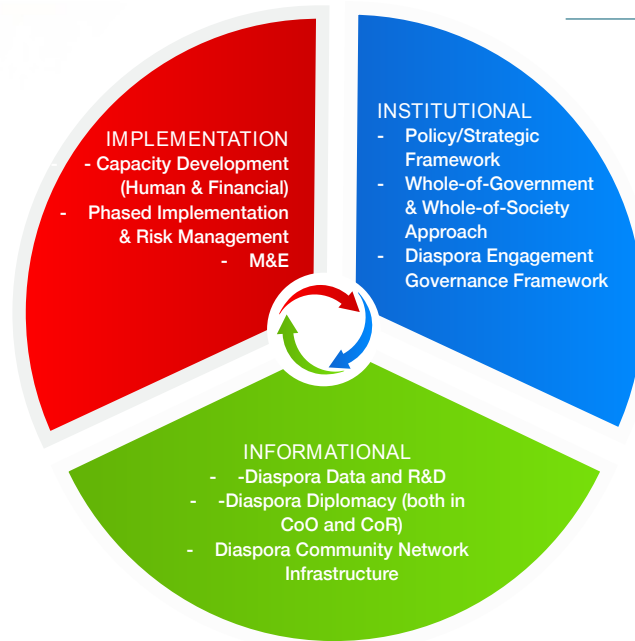 IMPLEMENTATION
- - Capacity Development
(Human & Financial)
- Phased Implementation
& Risk Management
- M&E
INSTITUTIONAL
- Policy/Strategic
Framework
- Whole-of-Government
& Whole-of-Society
Approach
- Diaspora Engagement
Governance Framework
INFORMATIONAL
- -Diaspora Data and R&D
- -Diaspora Diplomacy (both in
CoO and CoR)
- Diaspora Community Network
Infrastructure